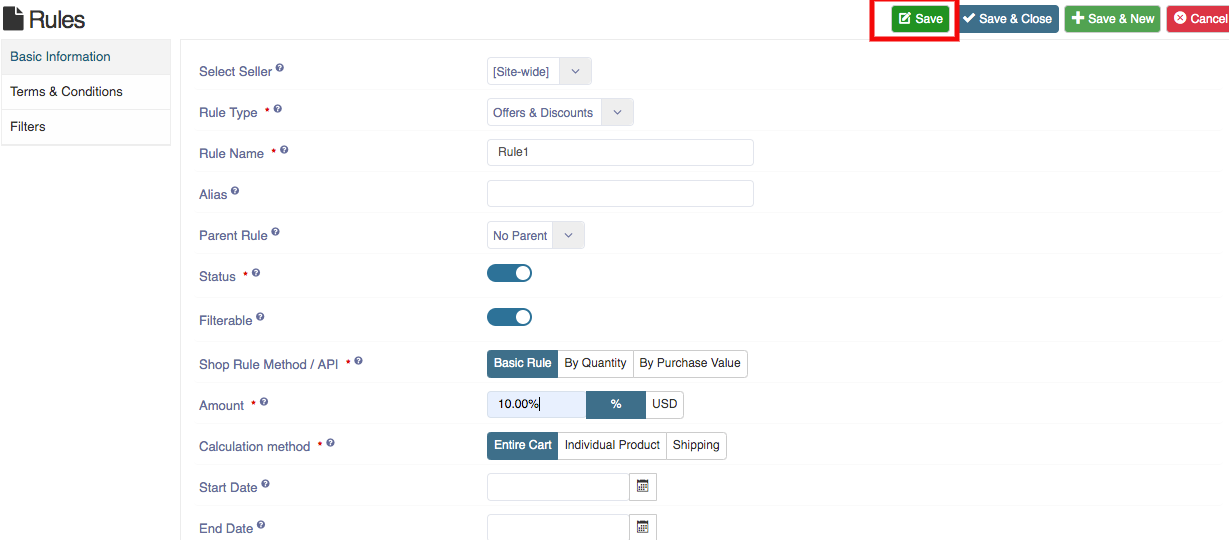 Rules
Save
Save & Close
Save & New
Cancel
Basic Information
Terms & Conditions
Filters
Select Seller
[Site-wide]
Rule Type *
Offers & Discounts
Rule Name *
Rule1
Alias
Parent Rule
No Parent
Status *
Filterable
Shop Rule Method / API *
Basic Rule By Quantity By Purchase Value
Amount *
10.00% % USD
Calculation method *
Entire Cart Individual Product Shipping
Start Date
End Date